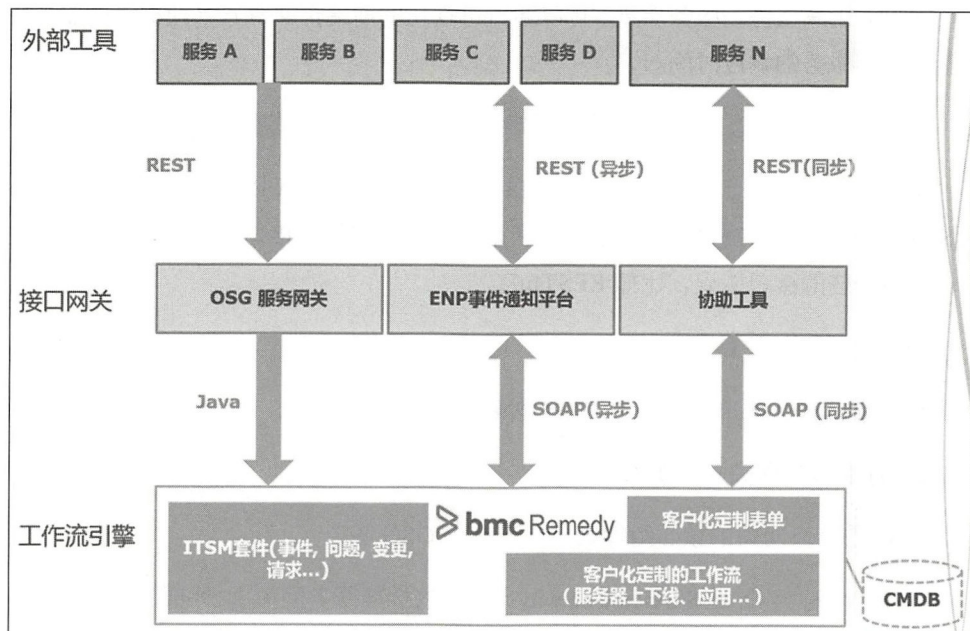 外部工具
服务 A
服务 B
服务 C
服务 D
服务 N
REST
REST (异步)
REST(同步)
接口网关
OSG 服务网关
ENP事件通知平台
协助工具
Java
SOAP(异步)
SOAP (同步)
工作流引擎
ITSM套件(事件, 问题, 变更,
请求...)
bmc Remedy
客户化定制表单
客户化定制的工作流
( 服务器上下线、应用... )
CMDB